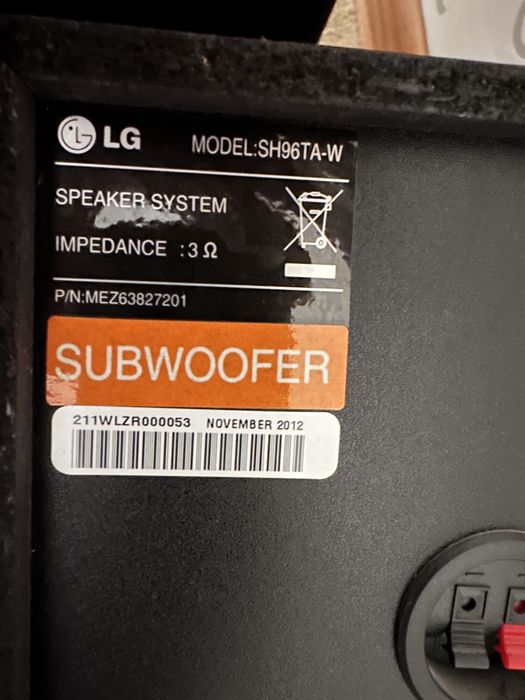 LG
MODEL:SH96TA-W
SPEAKER SYSTEM
IMPEDANCE :3 Ω
P/N:MEZ63827201
SUBWOOFER
211WLZR000053 NOVEMBER 2012